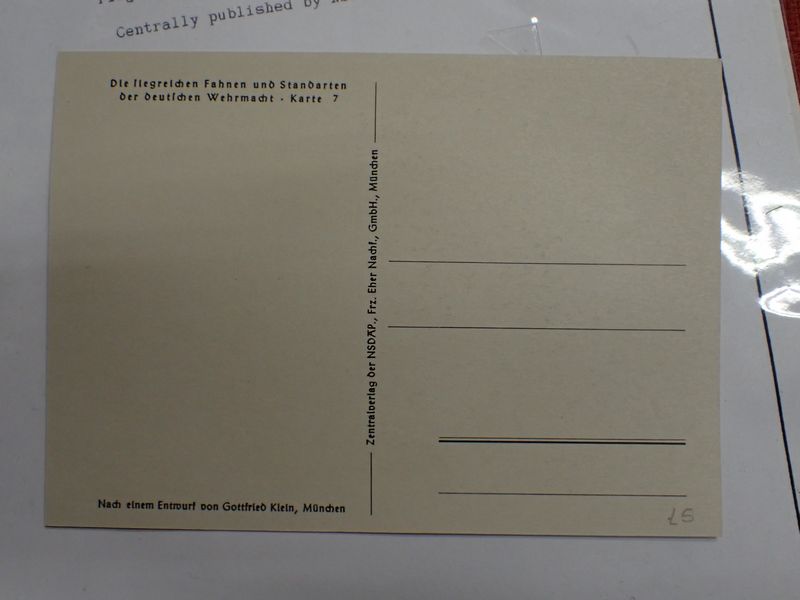 Centrally published by
Die siegreichen Fahnen und Standarten
der deutschen Wehrmacht · Karte 7
Zentralverlag der NSDAP., Frz. Eher Nachf., GmbH., München
Nach einem Entwurf von Gottfried Klein, München